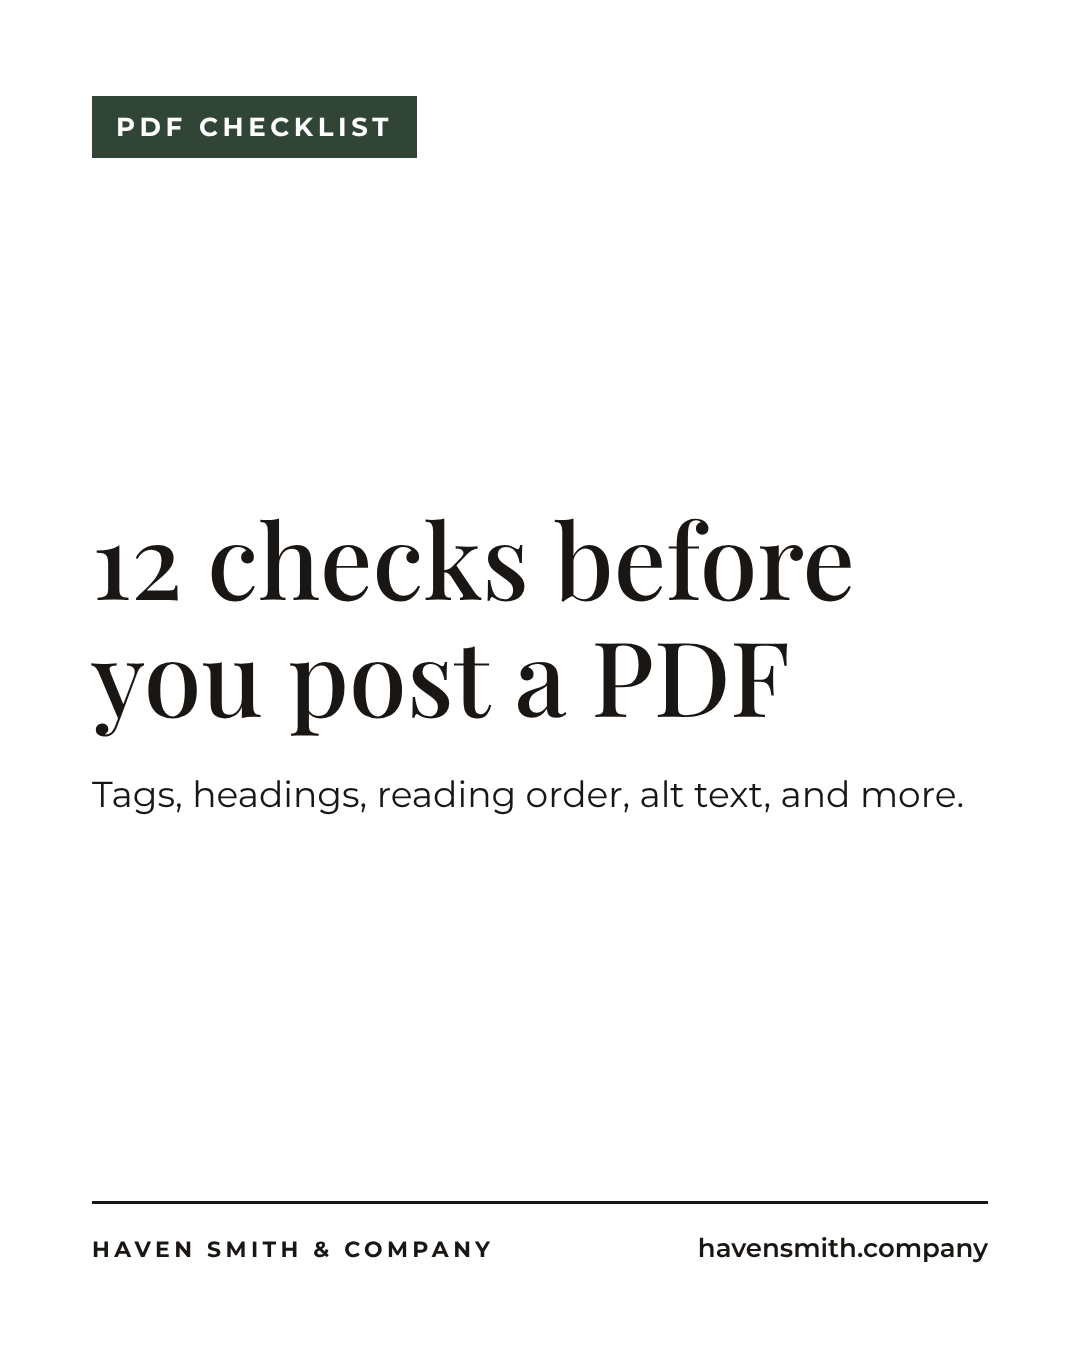 PDF CHECKLIST
12 checks before
you post a PDF
Tags, headings, reading order, alt text, and more.
HAVEN SMITH & COMPANY
havensmith.company